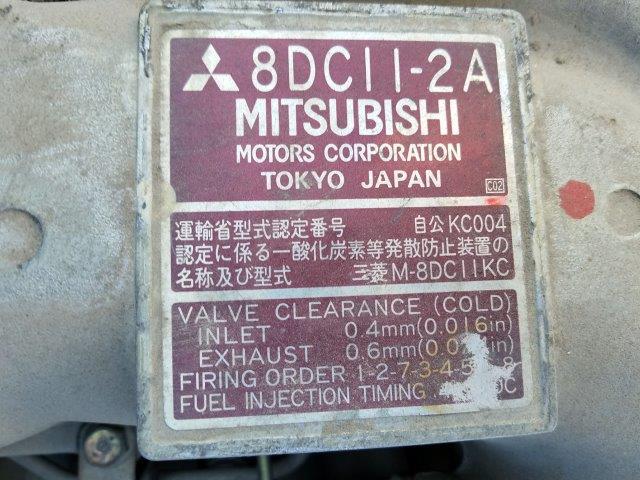 8DC11-2A
MITSUBISHI
MOTORS CORPORATION
TOKYO JAPAN
C02
運輸省型式認定番号 自公KC004
認定に係る一酸化炭素等発散防止装置の
名称及び型式 三菱M-8DC11KC
VALVE CLEARANCE (COLD)
INLET 0.4mm(0.016in)
EXHAUST 0.6mm
FIRING ORDER 1-2-7-3-4-5
FUEL INJECTION TIMING